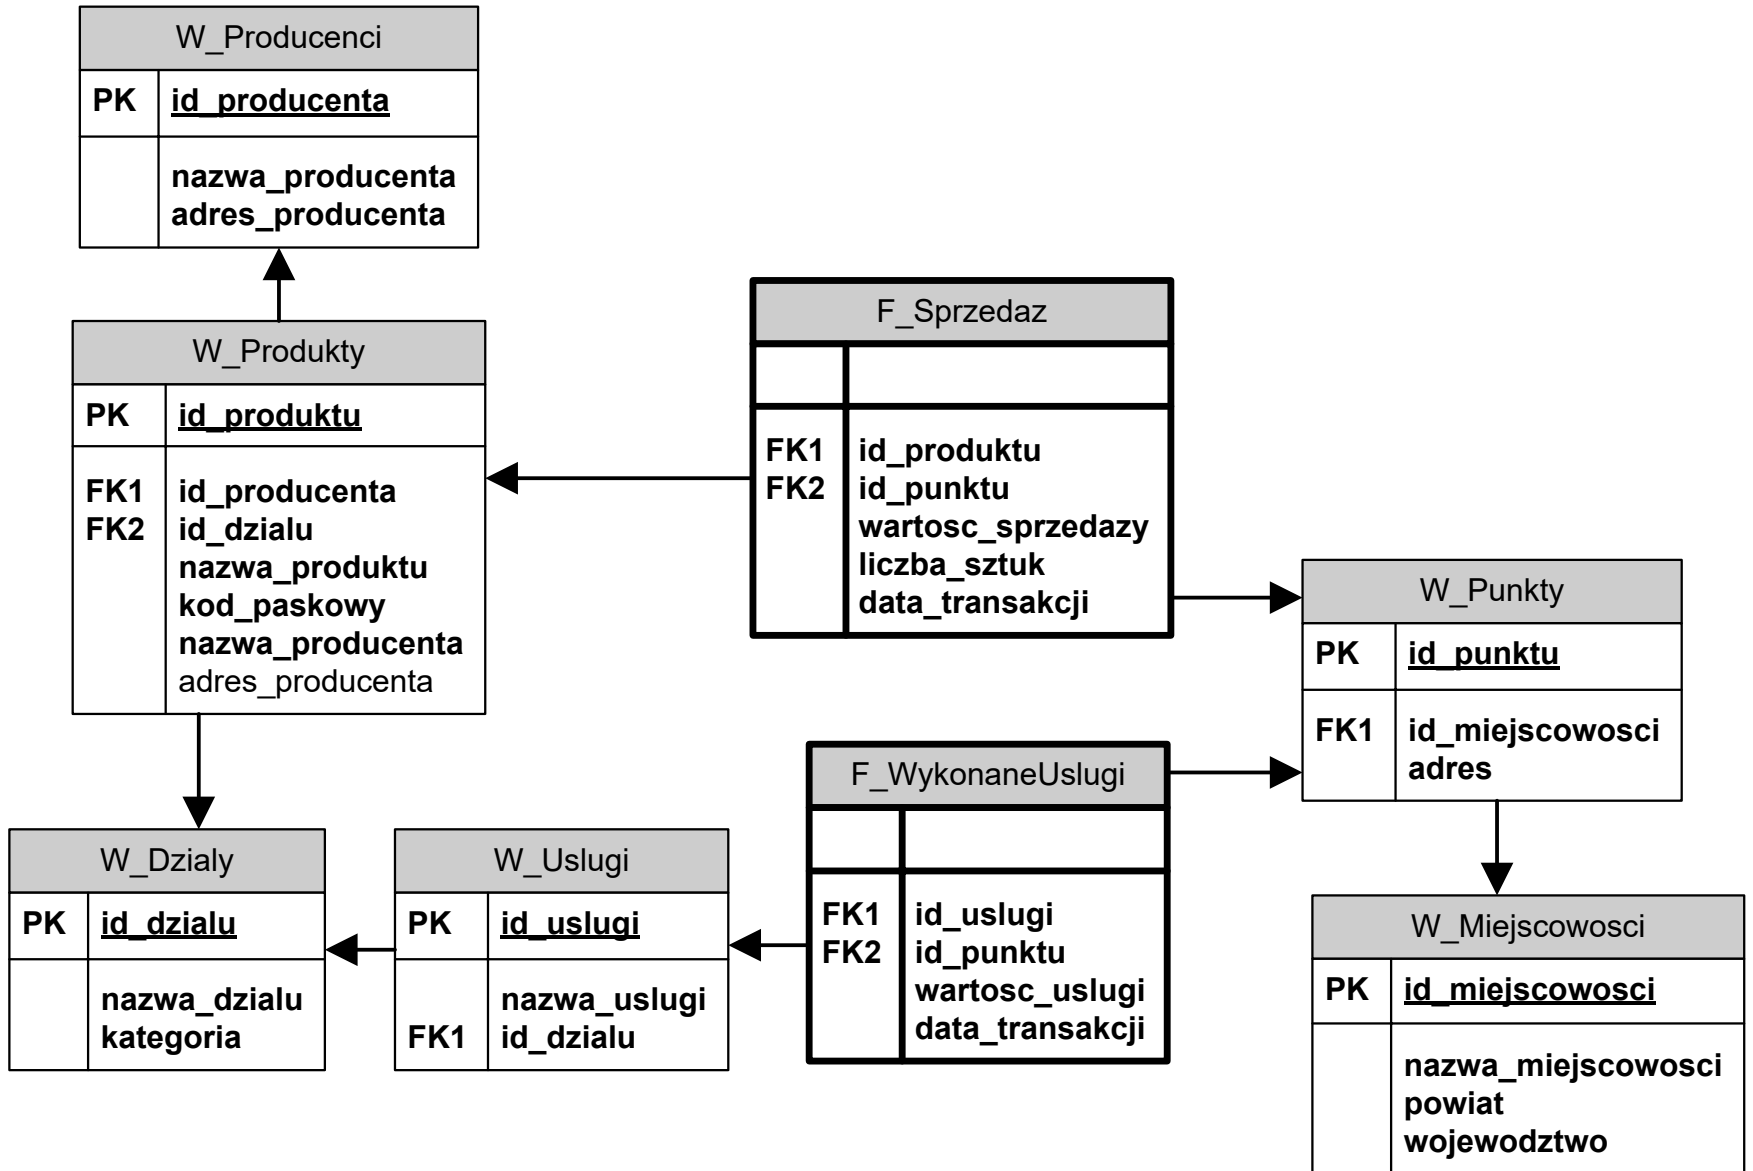 W_Producenci
PK id_producenta
nazwa_producenta
adres_producenta
W_Produkty
PK id_produktu
FK1 id_producenta
FK2 id_dzialu
nazwa_produktu
kod_paskowy
nazwa_producenta
adres_producenta
F_Sprzedaz
FK1 id_produktu
FK2 id_punktu
wartosc_sprzedazy
liczba_sztuk
data_transakcji
W_Punkty
PK id_punktu
FK1 id_miejscowosci
adres
W_Dzialy
PK id_dzialu
nazwa_dzialu
kategoria
W_Uslugi
PK id_uslugi
nazwa_uslugi
FK1 id_dzialu
F_WykonaneUslugi
FK1 id_uslugi
FK2 id_punktu
wartosc_uslugi
data_transakcji
W_Miejscowosci
PK id_miejscowosci
nazwa_miejscowosci
powiat
wojewodztwo